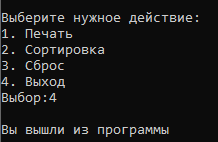 Выберите нужное действие:
1. Печать
2. Сортировка
3. Сброс
4. Выход
Выбор:4
Вы вышли из программы